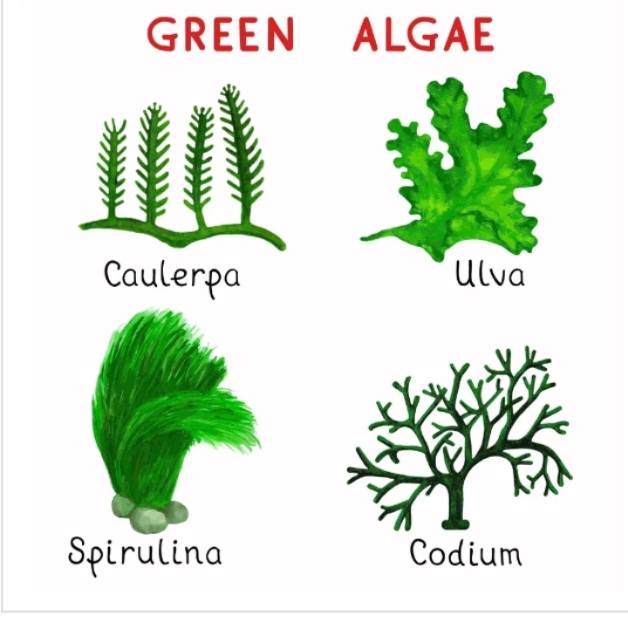 GREEN ALGAE
Caulerpa
Ulva
Spirulina
Codium